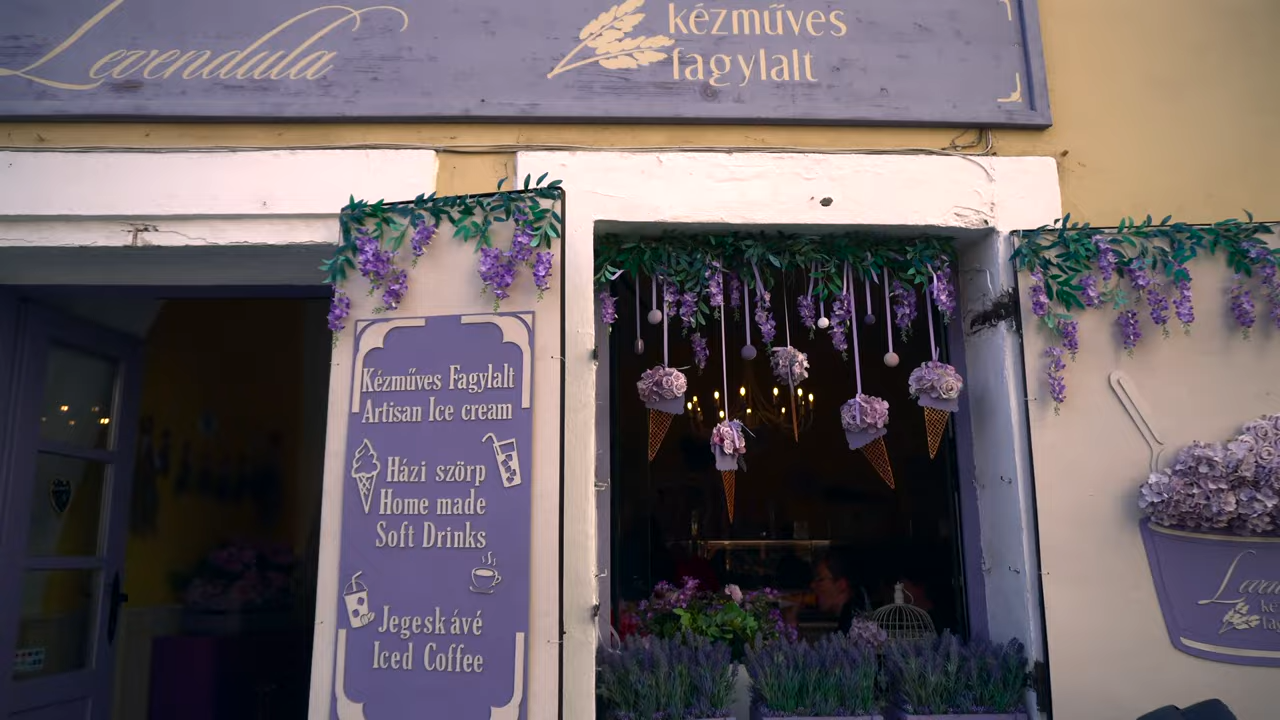 Levendula
kézműves
fagylalt
Kézműves Fagylalt
Artisan Ice cream
Házi szörp
Home made
Soft Drinks
Jegeskávé
Iced Coffee